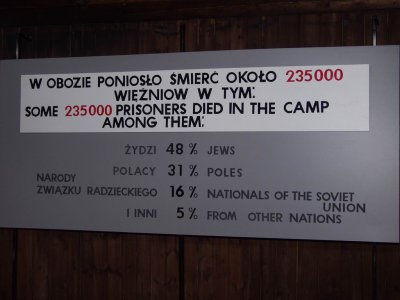 W OBOZIE PONIOSŁO ŚMIERĆ OKOŁO 235000
WIĘŹNIOW W TYM:
SOME 235000 PRISONERS DIED IN THE CAMP
AMONG THEM:
ŻYDZI 48 % JEWS
POLACY 31 % POLES
NARODY
ZWIĄZKU RADZIECKIEGO 16 % NATIONALS OF THE SOVIET
UNION
I INNI 5 % FROM OTHER NATIONS